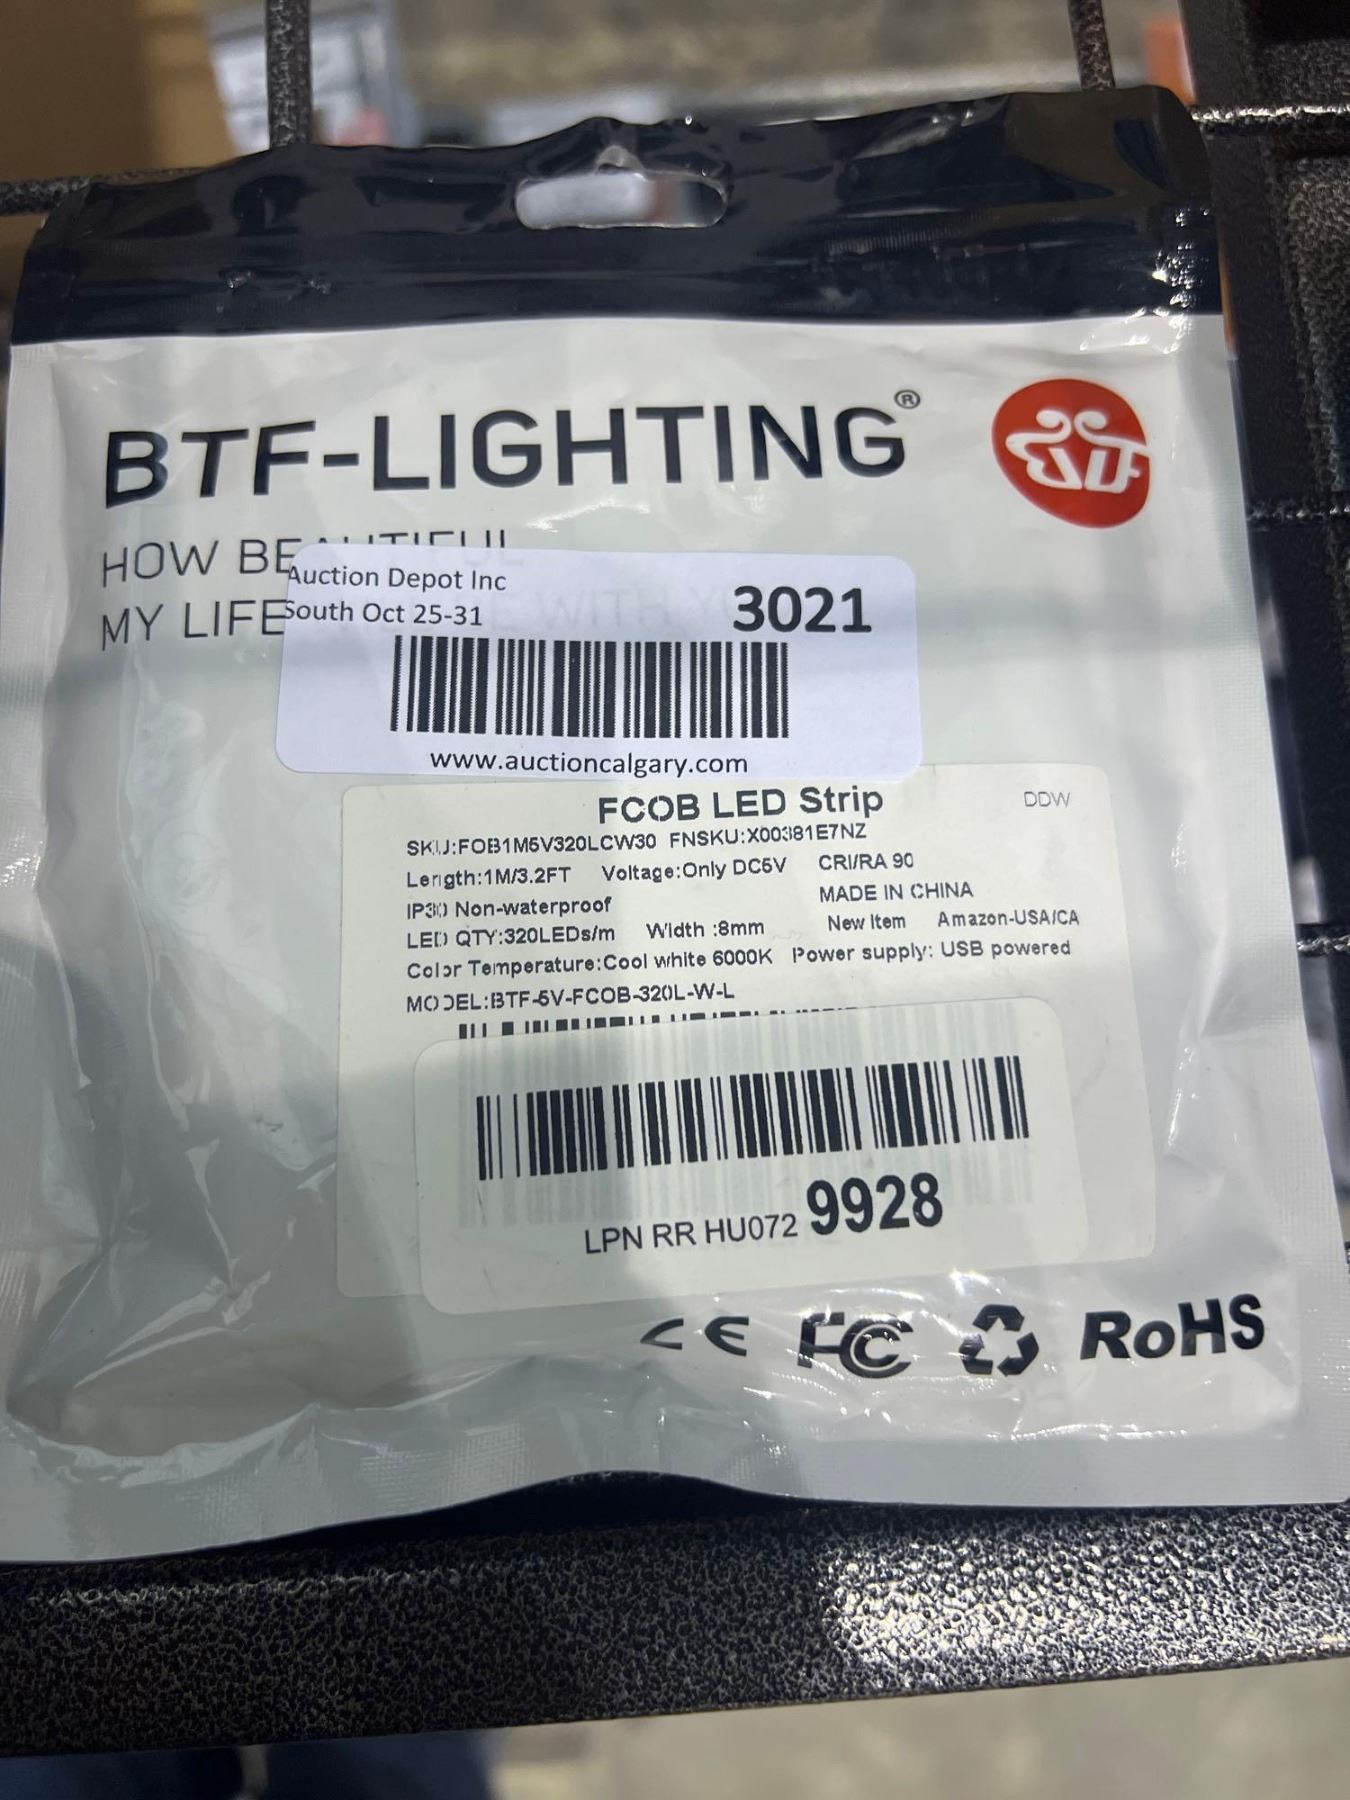 BTF-LIGHTING®
HOW BEAUTIFUL
MY LIFE WITH
Auction Depot Inc
South Oct 25-31
3021
www.auctioncalgary.com
FCOB LED Strip
DDW
SKU:FOB1M5V320LCW30 FNSKU:X00381E7NZ
Length:1M/3.2FT Voltage:Only DC5V CRI/RA 90
IP30 Non-waterproof MADE IN CHINA
LED QTY:320LEDs/m Width :8mm New Item Amazon-USA/CA
Color Temperature:Cool white 6000K Power supply: USB powered
MODEL:BTF-5V-FCOB-320L-W-L
LPN RR HU072 9928
CE FC RoHS